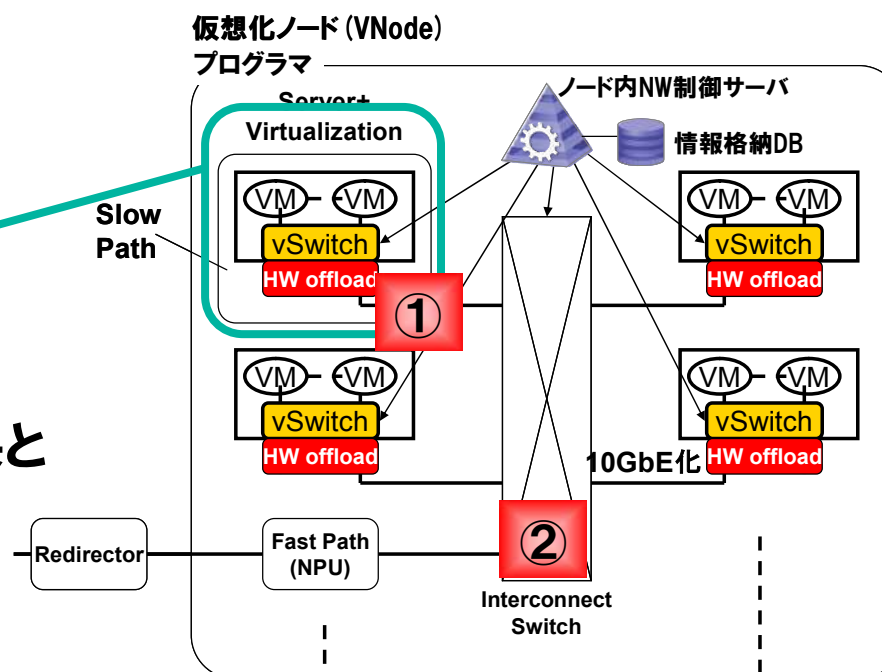 仮想化ノード(VNode)
プログラマ
Server+
Virtualization
ノード内NW制御サーバ
情報格納DB
Slow
Path
VM
VM
vSwitch
HW offload
①
VM
VM
vSwitch
HW offload
VM
VM
vSwitch
HW offload
VM
VM
vSwitch
HW offload
10GbE化
と
Redirector
Fast Path
(NPU)
②
Interconnect
Switch